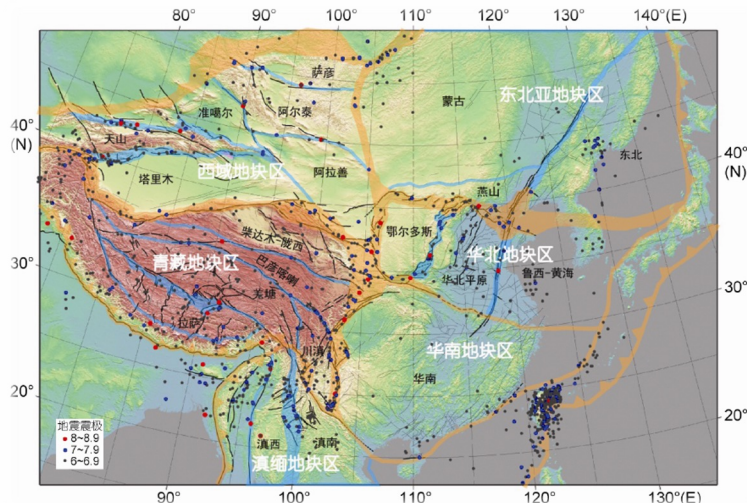 80° 90° 100° 110° 120° 130° 140°(E)
萨彦
东北亚地块区
准噶尔
阿尔泰
蒙古
40°
(N)
天山
东北
40°
(N)
西域地块区
阿拉善
塔里木
燕山
柴达木-陇西
鄂尔多斯
华北地块区
青藏地块区
巴彦喀喇
鲁西-黄海
30°
华北平原
羌塘
30°
拉萨
川滇
华南地块区
华南
20°
20°
地震震极
8~8.9
7~7.9
6~6.9
滇西
滇南
滇缅地块区
90° 100° 110° 120° 130°(E)